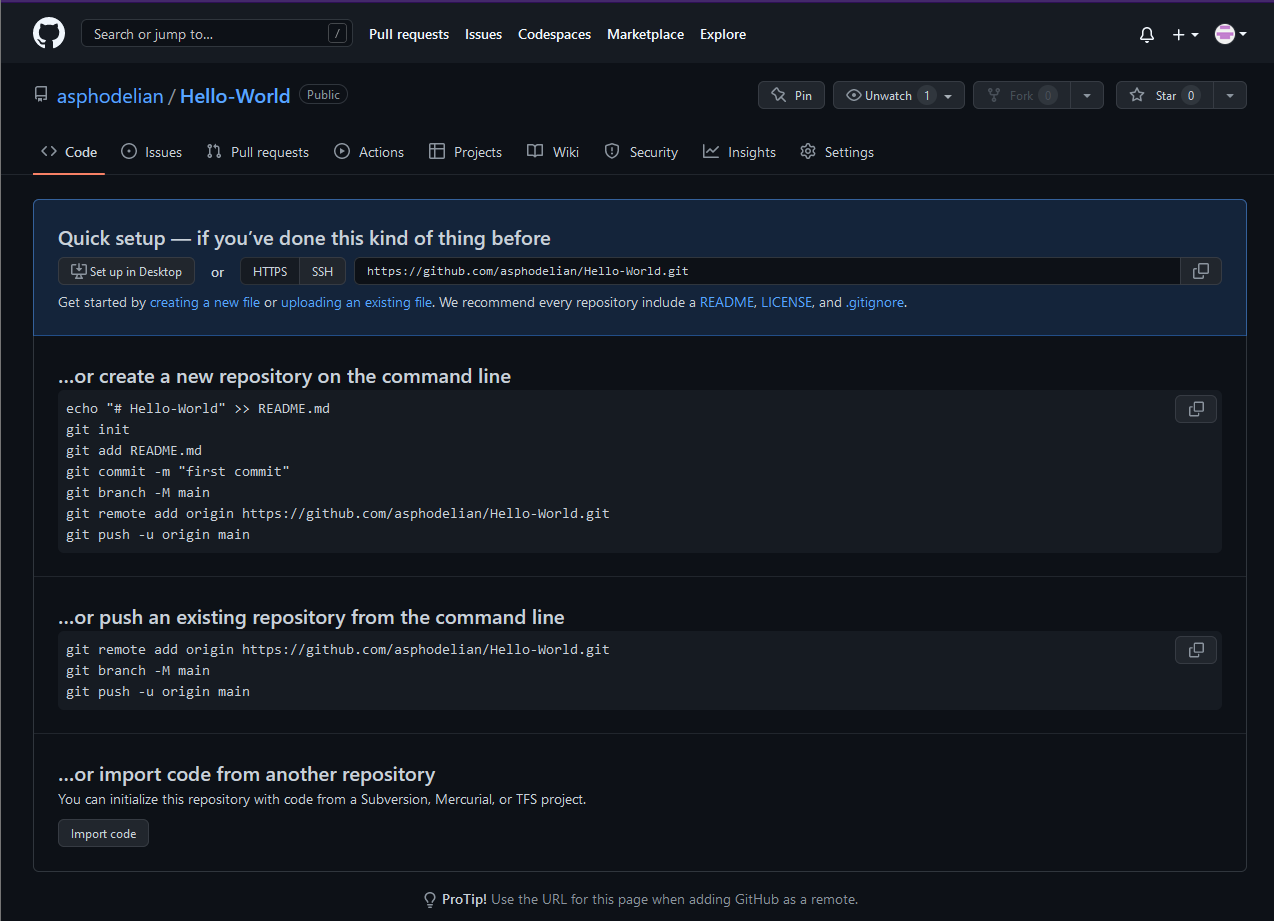 Search or jump to… / Pull requests Issues Codespaces Marketplace Explore
asphodelian / Hello-World Public Pin Unwatch 1 Fork 0 Star 0
Code Issues Pull requests Actions Projects Wiki Security Insights Settings
Quick setup — if you’ve done this kind of thing before
Set up in Desktop or HTTPS SSH https://github.com/asphodelian/Hello-World.git
Get started by creating a new file or uploading an existing file. We recommend every repository include a README, LICENSE, and .gitignore.
…or create a new repository on the command line
echo "# Hello-World" >> README.md
git init
git add README.md
git commit -m "first commit"
git branch -M main
git remote add origin https://github.com/asphodelian/Hello-World.git
git push -u origin main
…or push an existing repository from the command line
git remote add origin https://github.com/asphodelian/Hello-World.git
git branch -M main
git push -u origin main
…or import code from another repository
You can initialize this repository with code from a Subversion, Mercurial, or TFS project.
Import code
ProTip! Use the URL for this page when adding GitHub as a remote.